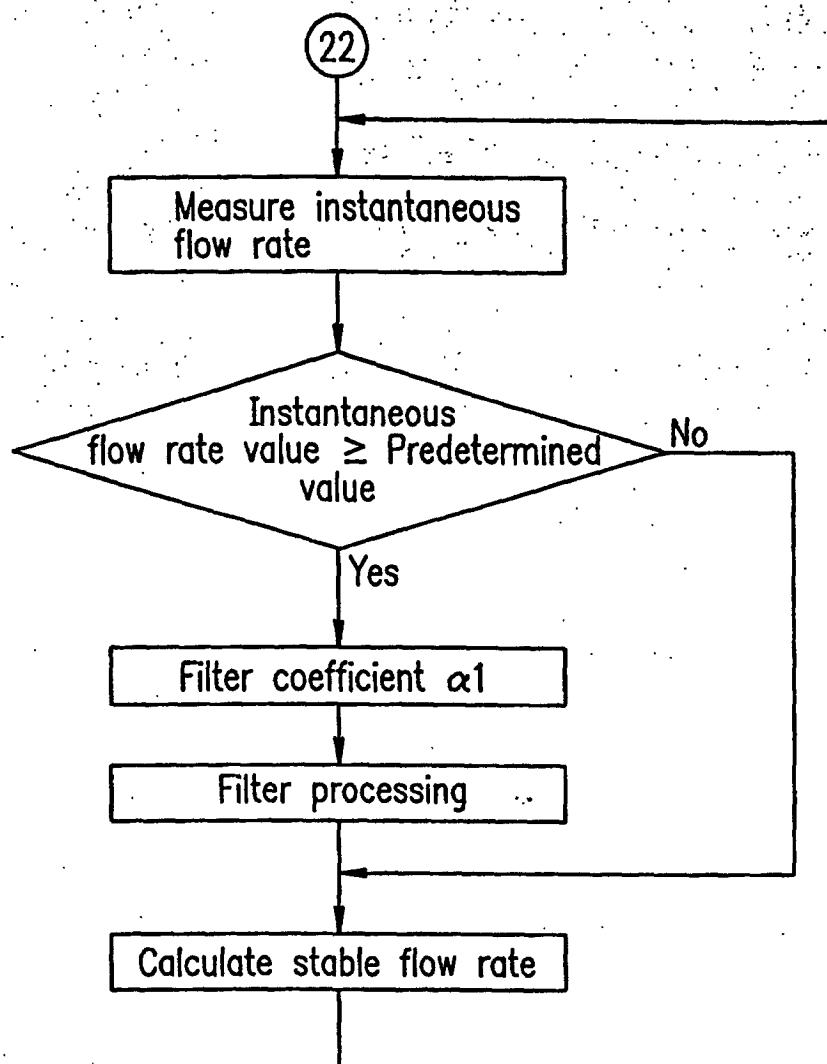 22
Measure instantaneous
flow rate
Instantaneous
flow rate value ≥ Predetermined
value
No
Yes
Filter coefficient α1
Filter processing
Calculate stable flow rate